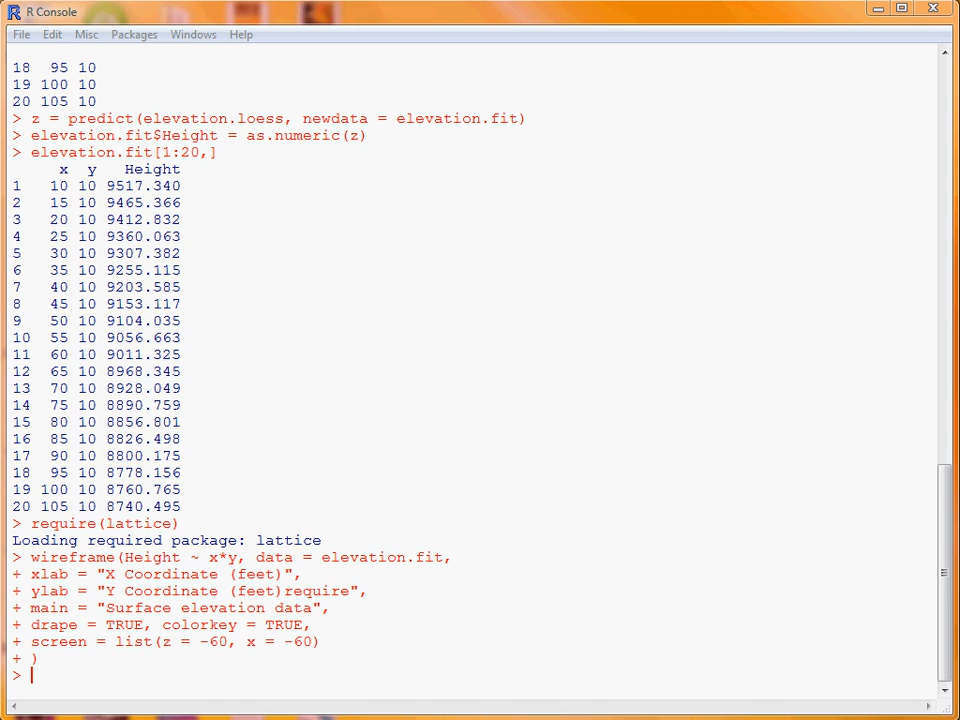 R Console
File Edit Misc Packages Windows Help
18 95 10
19 100 10
20 105 10
> z = predict(elevation.loess, newdata = elevation.fit)
> elevation.fit$Height = as.numeric(z)
> elevation.fit[1:20,]
x y Height
1 10 10 9517.340
2 15 10 9465.366
3 20 10 9412.832
4 25 10 9360.063
5 30 10 9307.382
6 35 10 9255.115
7 40 10 9203.585
8 45 10 9153.117
9 50 10 9104.035
10 55 10 9056.663
11 60 10 9011.325
12 65 10 8968.345
13 70 10 8928.049
14 75 10 8890.759
15 80 10 8856.801
16 85 10 8826.498
17 90 10 8800.175
18 95 10 8778.156
19 100 10 8760.765
20 105 10 8740.495
> require(lattice)
Loading required package: lattice
> wireframe(Height ~ x*y, data = elevation.fit,
+ xlab = "X Coordinate (feet)",
+ ylab = "Y Coordinate (feet)require",
+ main = "Surface elevation data",
+ drape = TRUE, colorkey = TRUE,
+ screen = list(z = -60, x = -60)
+ )
>